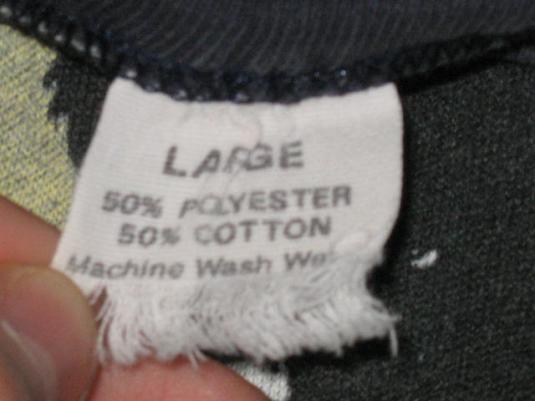 LARGE
50% POLYESTER
50% COTTON
Machine Wash